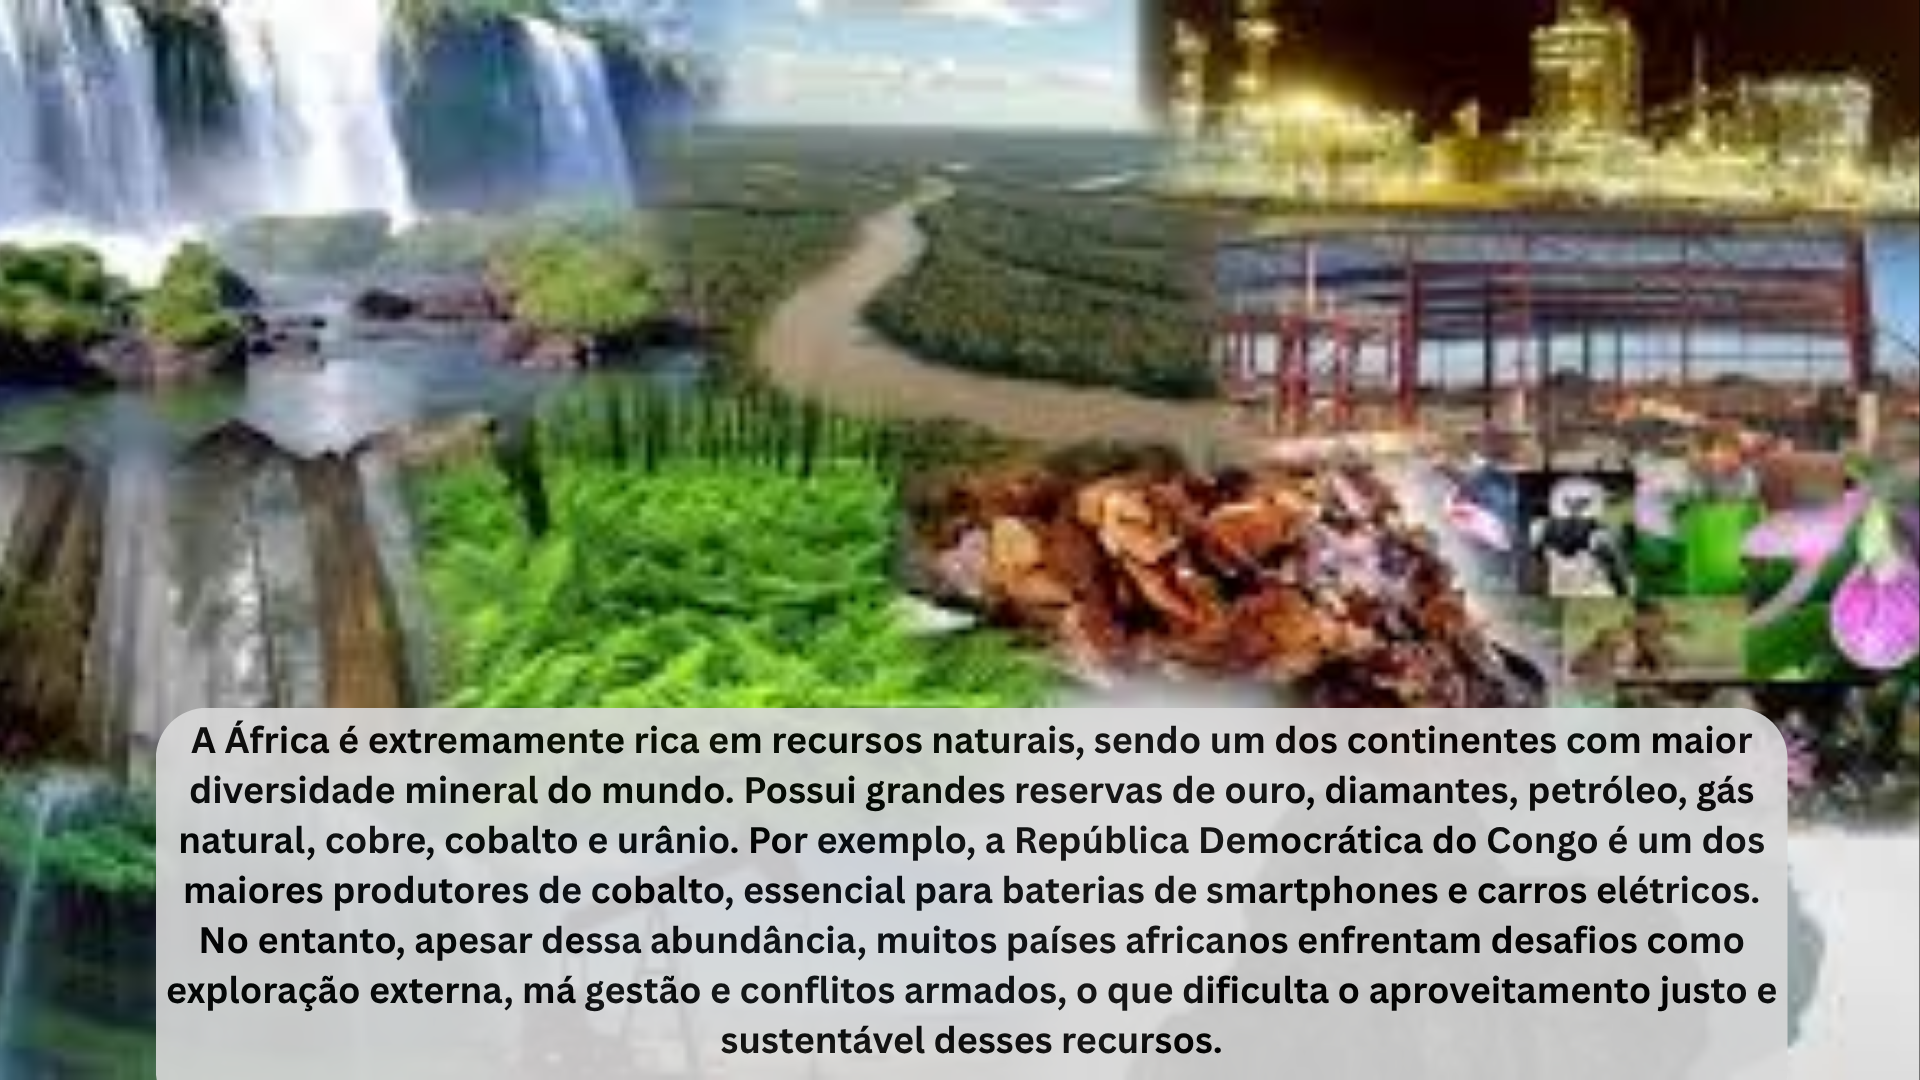 A África é extremamente rica em recursos naturais, sendo um dos continentes com maior
diversidade mineral do mundo. Possui grandes reservas de ouro, diamantes, petróleo, gás
natural, cobre, cobalto e urânio. Por exemplo, a República Democrática do Congo é um dos
maiores produtores de cobalto, essencial para baterias de smartphones e carros elétricos.
No entanto, apesar dessa abundância, muitos países africanos enfrentam desafios como
exploração externa, má gestão e conflitos armados, o que dificulta o aproveitamento justo e
sustentável desses recursos.